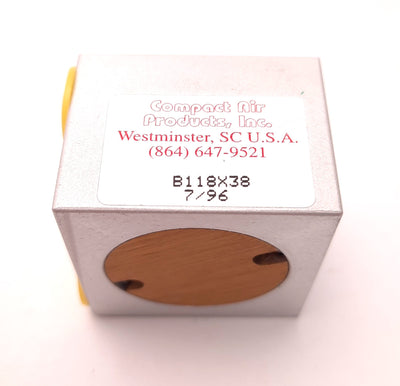 Compact Air
Products, Inc.
Westminster, SC U.S.A.
(864) 647-9521
B118X38
7/96